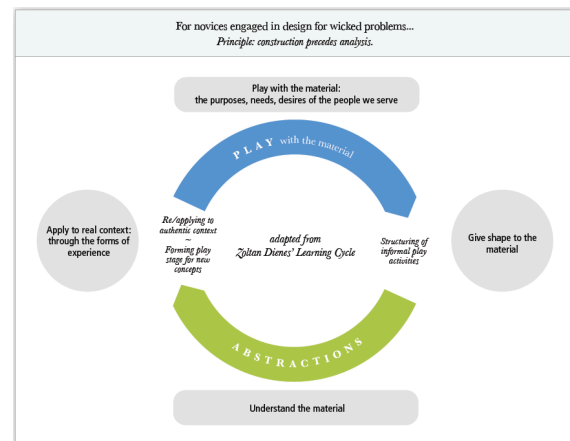 For novices engaged in design for wicked problems...
Principle: construction precedes analysis.
Play with the material:
the purposes, needs, desires of the people we serve
PLAY with the material
Apply to real context:
through the forms of
experience
Re/applying to
authentic context
~
Forming play
stage for new
concepts
adapted from
Zoltan Dienes' Learning Cycle
Structuring of
informal play
activities
Give shape to the
material
ABSTRACTIONS
Understand the material